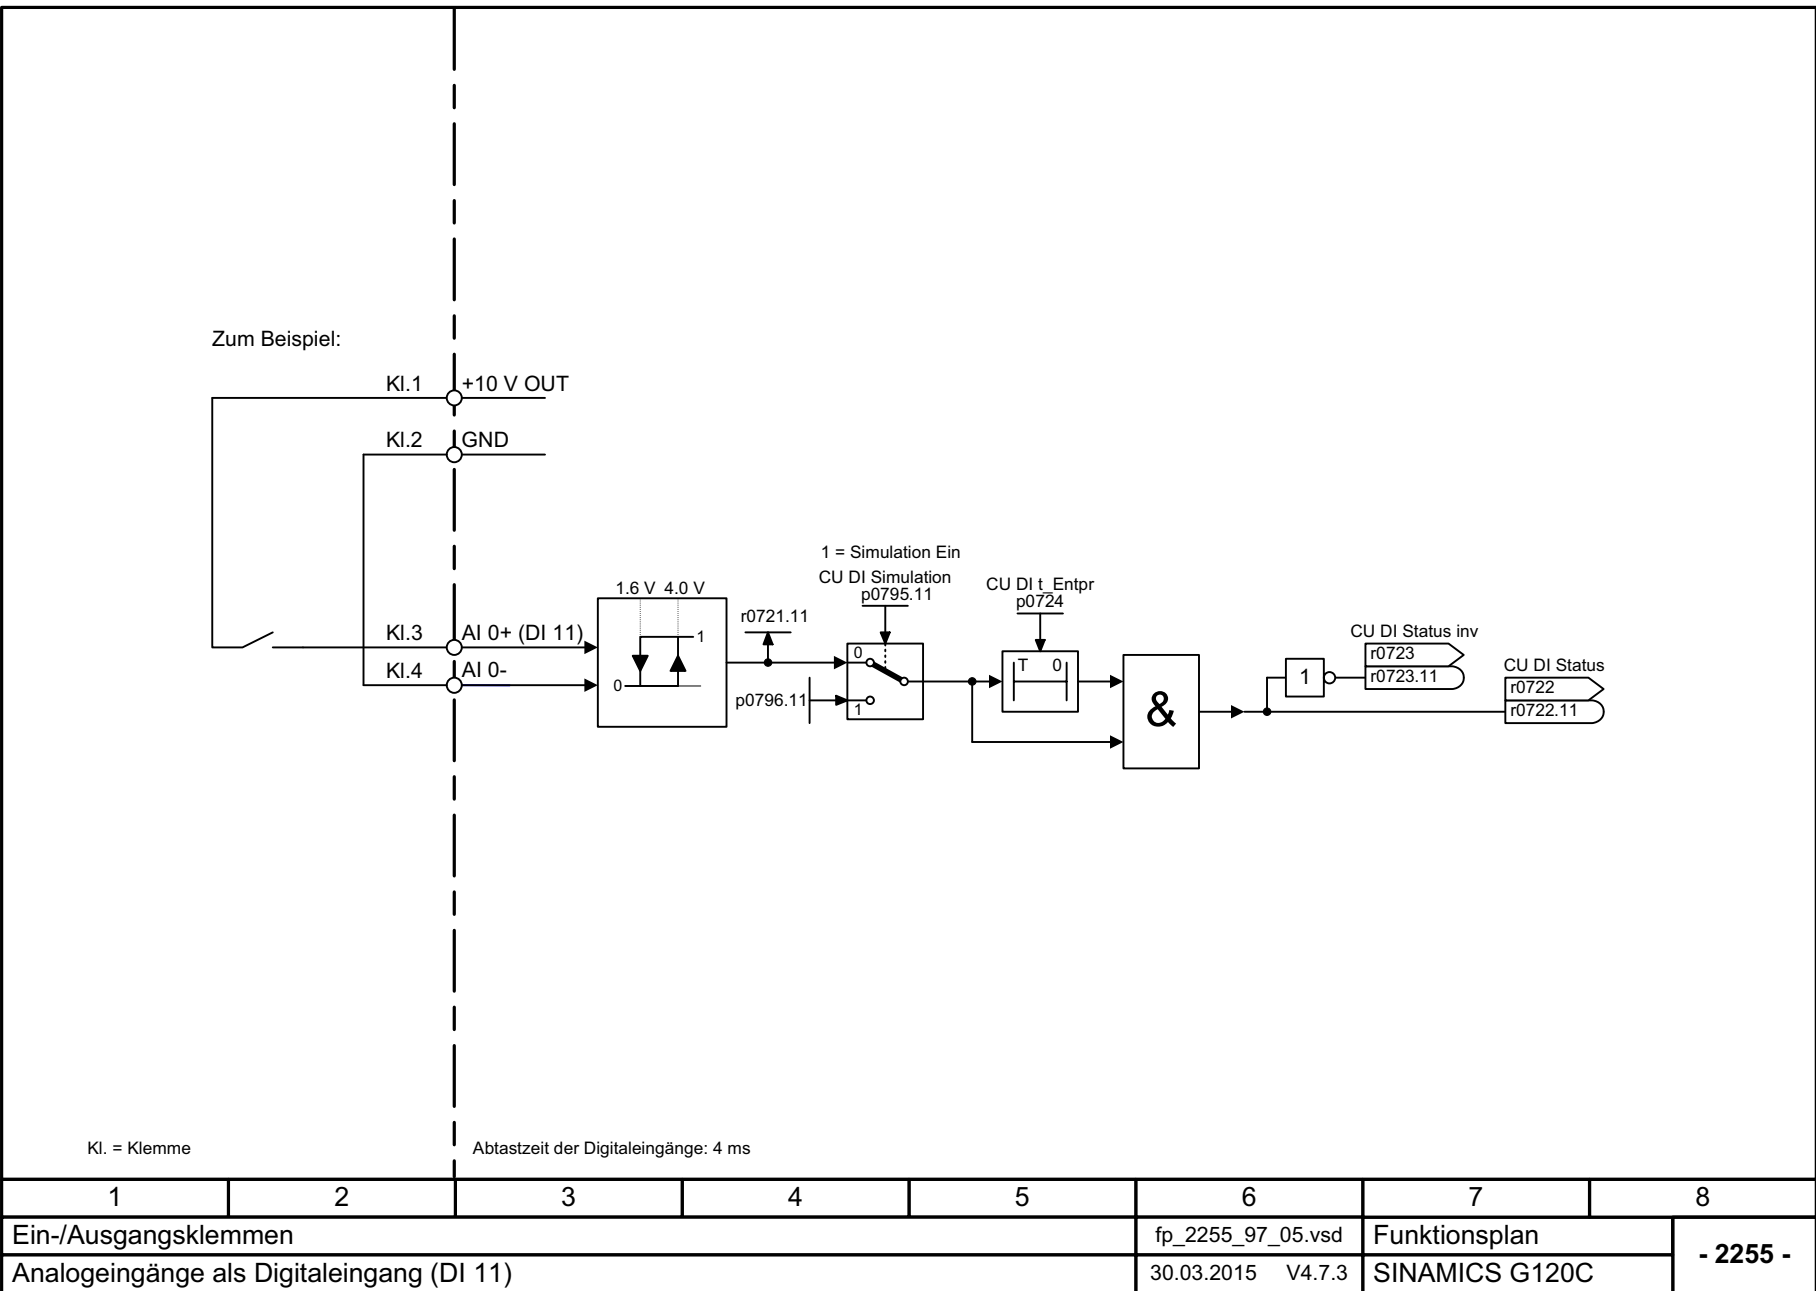 Zum Beispiel:
Kl.1
+10 V OUT
Kl.2
GND
1 = Simulation Ein
CU DI Simulation
p0795.11
CU DI t_Entpr
p0724
1.6 V 4.0 V
r0721.11
Kl.3
AI 0+ (DI 11)
1
0
Kl.4
AI 0-
0
p0796.11
0
1
T 0
&
1
CU DI Status inv
r0723
r0723.11
CU DI Status
r0722
r0722.11
Kl. = Klemme
Abtastzeit der Digitaleingänge: 4 ms
1 2 3 4 5 6 7 8
Ein-/Ausgangsklemmen
fp_2255_97_05.vsd
Funktionsplan
- 2255 -
Analogeingänge als Digitaleingang (DI 11)
30.03.2015 V4.7.3
SINAMICS G120C